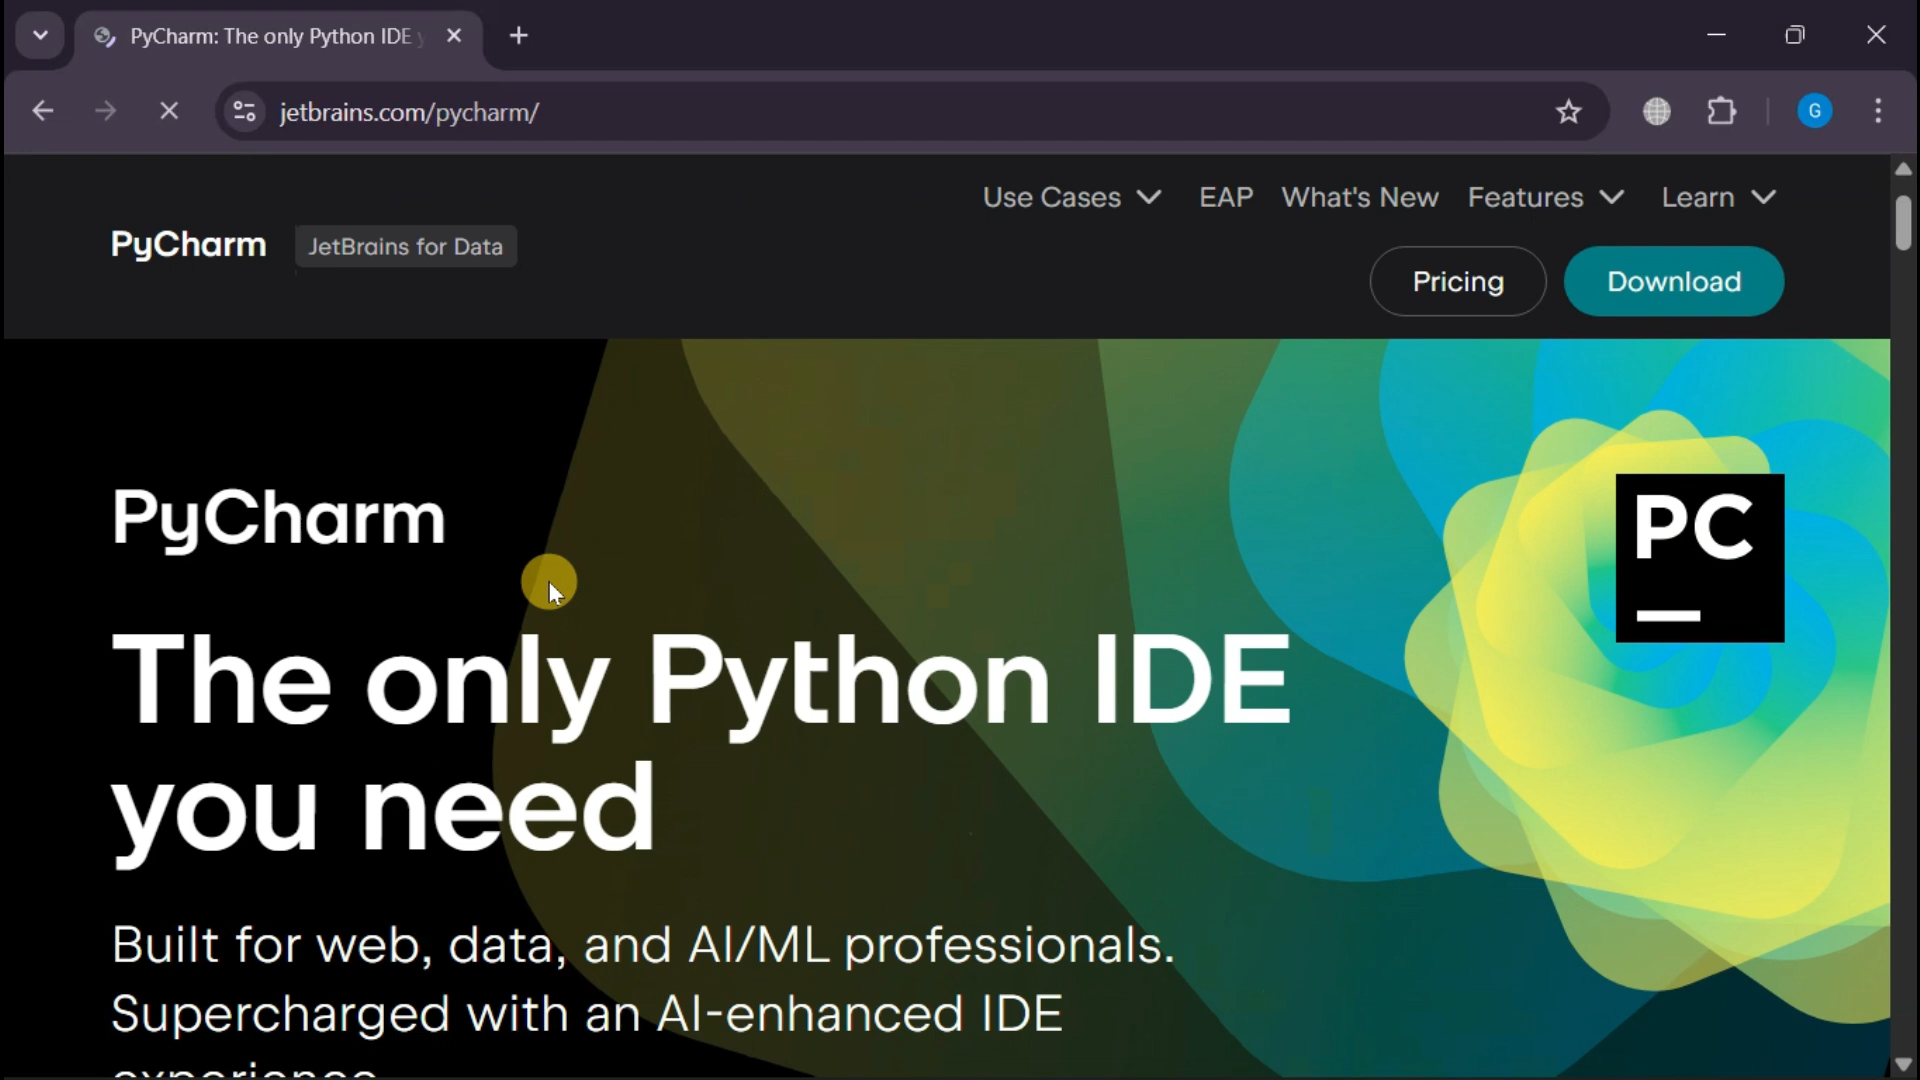 PyCharm: The only Python IDE
jetbrains.com/pycharm/
G
Use Cases EAP What's New Features Learn
PyCharm JetBrains for Data
Pricing Download
PyCharm
PC
The only Python IDE
you need
Built for web, data, and AI/ML professionals.
Supercharged with an AI-enhanced IDE
experience